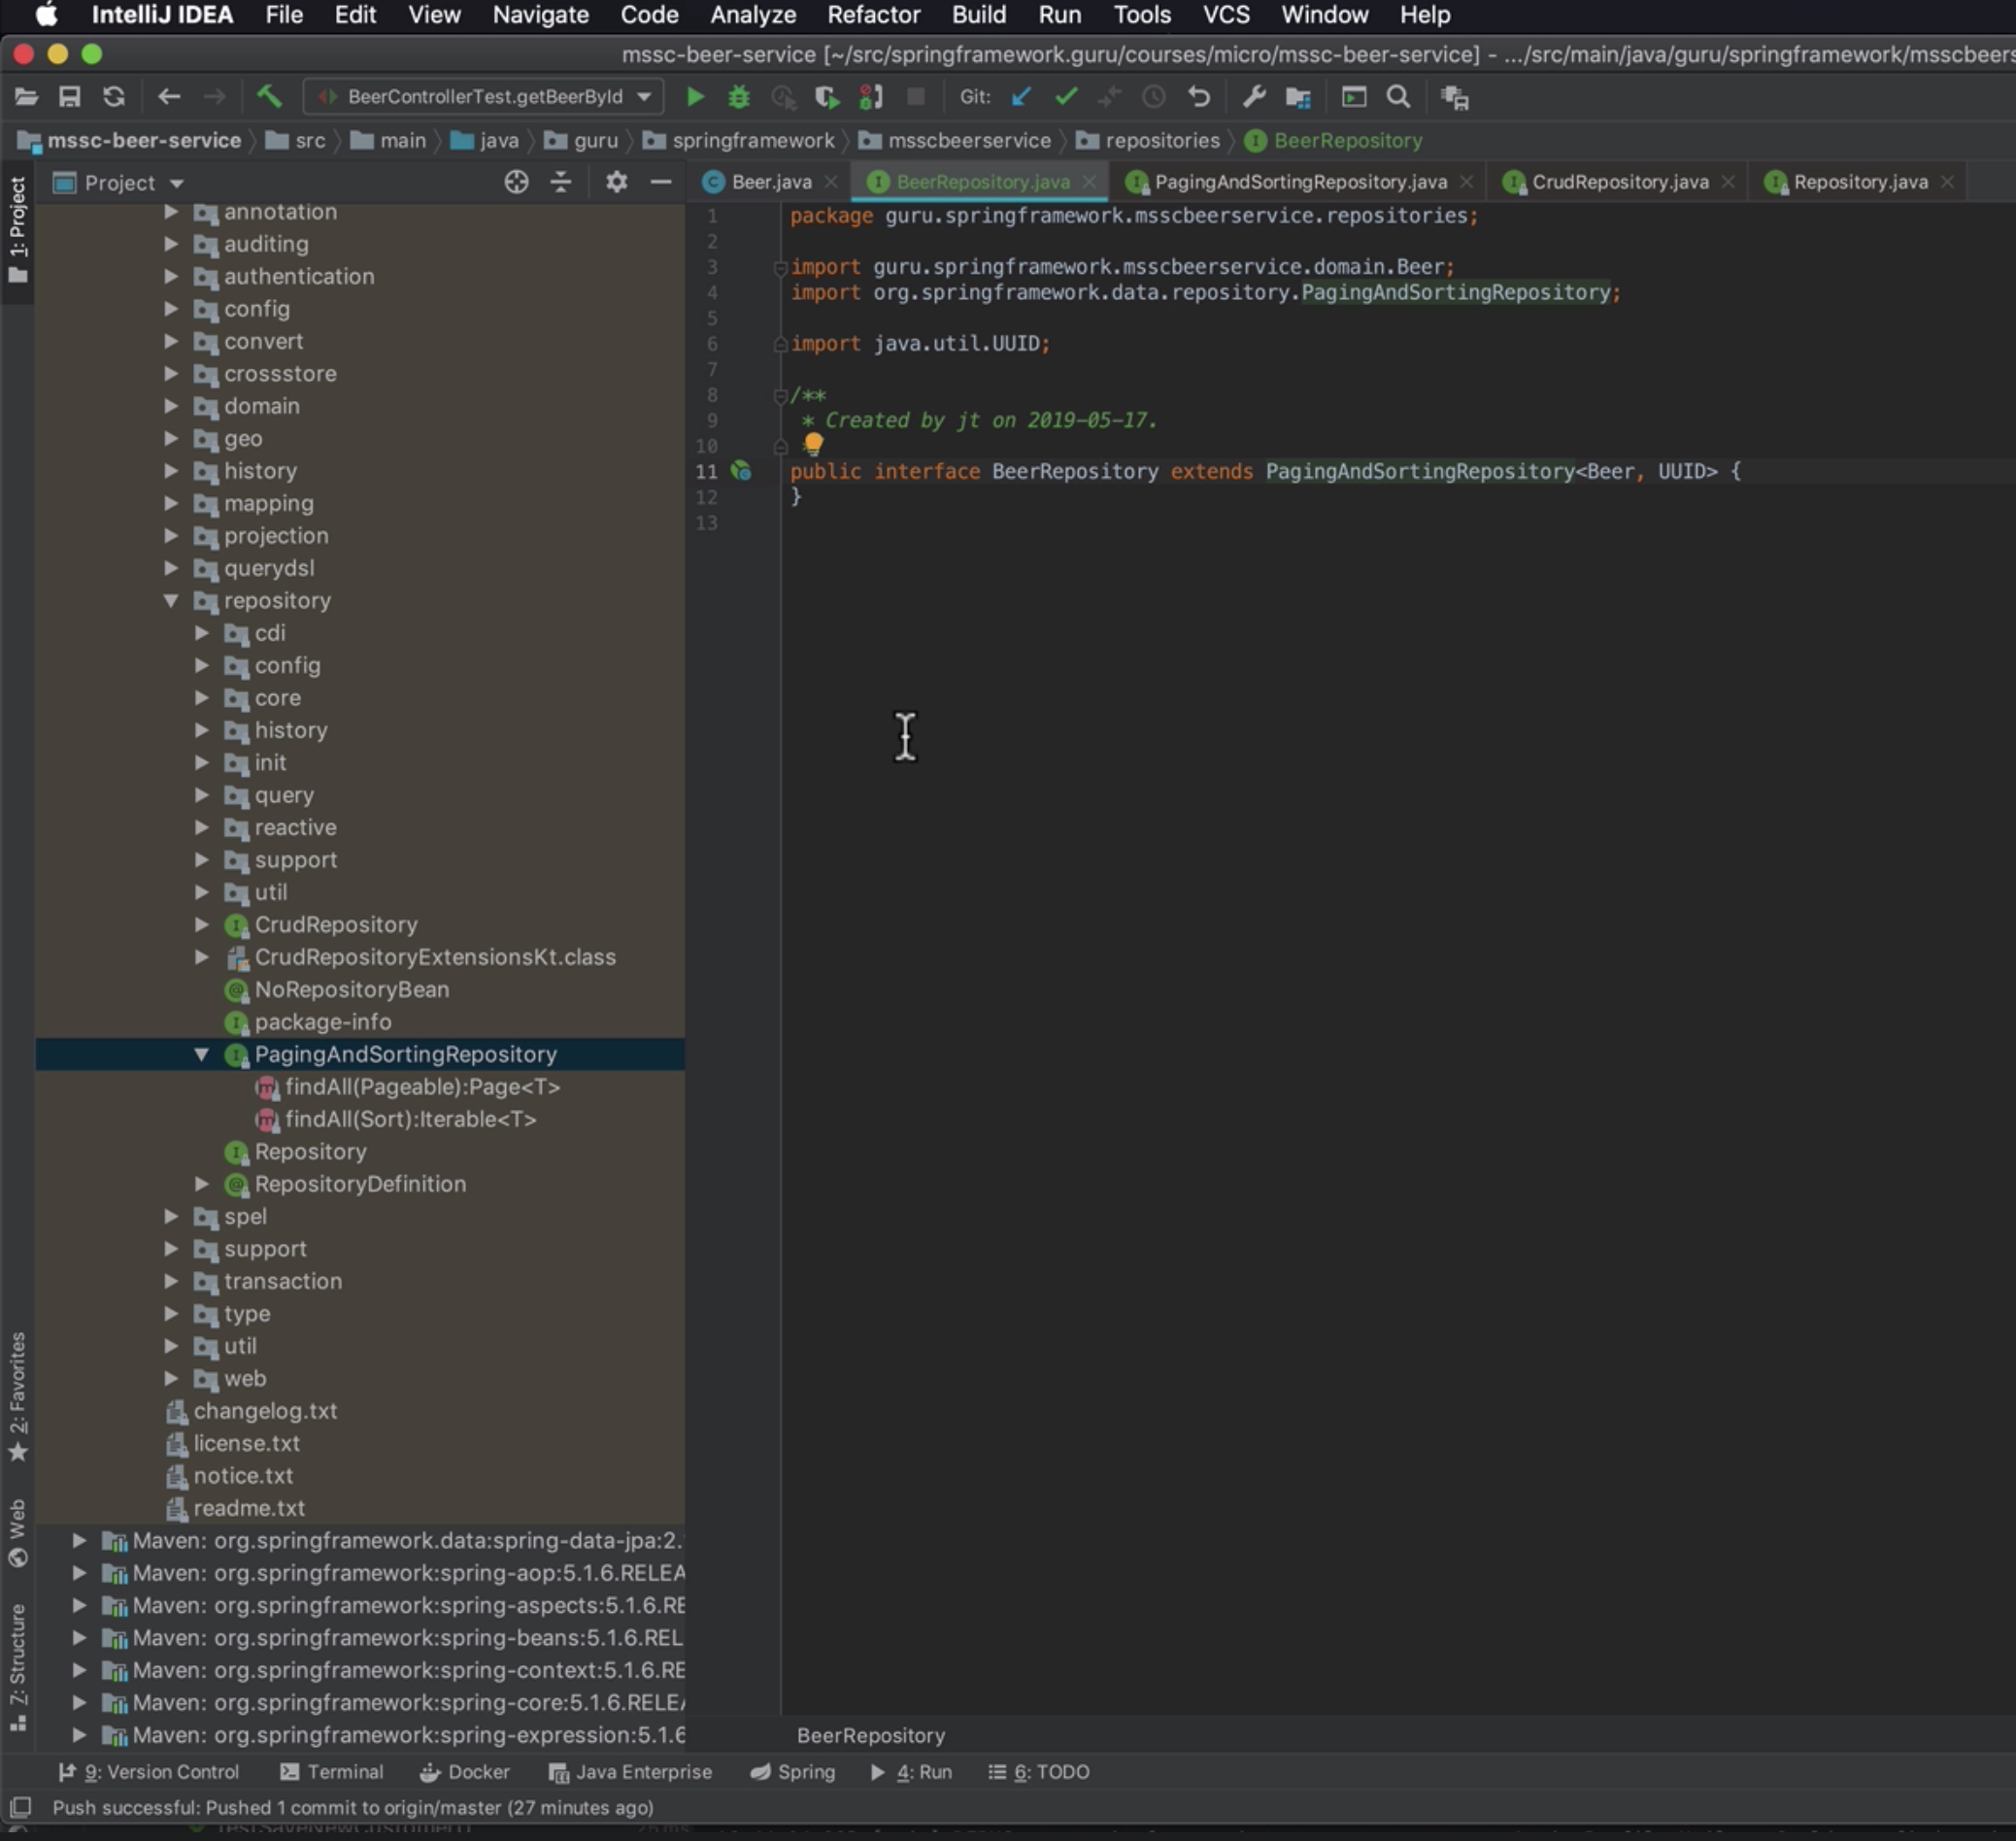 IntelliJ IDEA File Edit View Navigate Code Analyze Refactor Build Run Tools VCS Window Help
mssc-beer-service [~/src/springframework.guru/courses/micro/mssc-beer-service] - .../src/main/java/guru/springframework/msscbeers
BeerControllerTest.getBeerById Git:
mssc-beer-service src main java guru springframework msscbeerservice repositories BeerRepository
1: Project
Project
Beer.java BeerRepository.java PagingAndSortingRepository.java CrudRepository.java Repository.java
annotation
auditing
authentication
config
convert
crossstore
domain
geo
history
mapping
projection
querydsl
repository
cdi
config
core
history
init
query
reactive
support
util
CrudRepository
CrudRepositoryExtensionsKt.class
NoRepositoryBean
package-info
PagingAndSortingRepository
findAll(Pageable):Page<T>
findAll(Sort):Iterable<T>
Repository
RepositoryDefinition
spel
support
transaction
type
util
web
changelog.txt
license.txt
notice.txt
readme.txt
Maven: org.springframework.data:spring-data-jpa:2.
Maven: org.springframework:spring-aop:5.1.6.RELEA
Maven: org.springframework:spring-aspects:5.1.6.RE
Maven: org.springframework:spring-beans:5.1.6.REL
Maven: org.springframework:spring-context:5.1.6.RE
Maven: org.springframework:spring-core:5.1.6.RELEA
Maven: org.springframework:spring-expression:5.1.6
1 package guru.springframework.msscbeerservice.repositories;
2
3 import guru.springframework.msscbeerservice.domain.Beer;
4 import org.springframework.data.repository.PagingAndSortingRepository;
5
6 import java.util.UUID;
7
8 /**
9 * Created by jt on 2019-05-17.
10
11 public interface BeerRepository extends PagingAndSortingRepository<Beer, UUID> {
12 }
13
BeerRepository
2: Favorites
Web
7: Structure
9: Version Control Terminal Docker Java Enterprise Spring 4: Run 6: TODO
Push successful: Pushed 1 commit to origin/master (27 minutes ago)